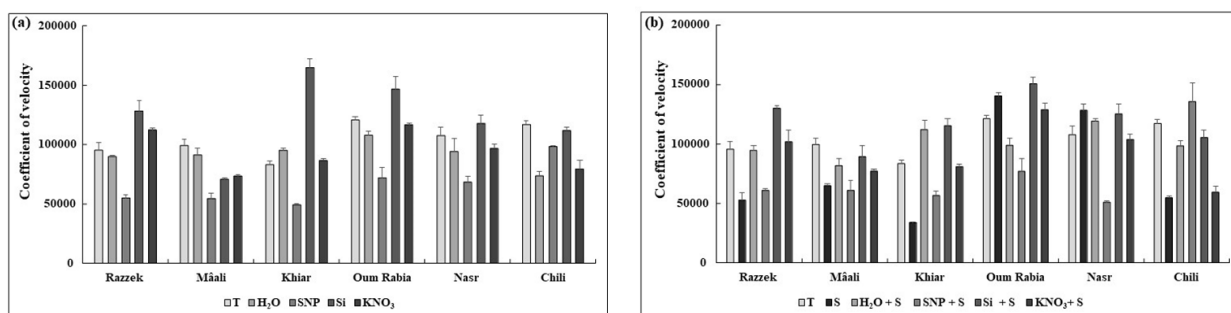 (a)
200000
150000
100000
50000
0
Coefficient of velocity
Razzek Mâali Khiar Oum Rabia Nasr Chili
T H₂O SNP Si KNO₃
(b)
200000
150000
100000
50000
0
Coefficient of velocity
Razzek Mâali Khiar Oum Rabia Nasr Chili
T S H₂O + S SNP + S Si + S KNO₃+ S